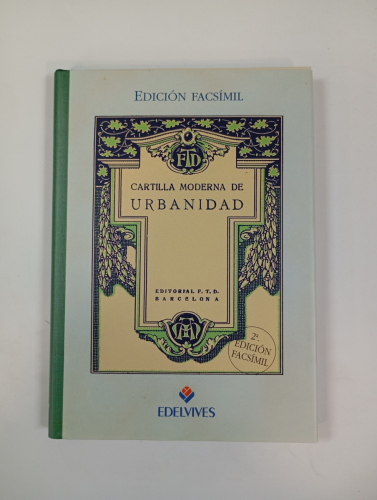 EDICIÓN FACSÍMIL
FTD
CARTILLA MODERNA DE
URBANIDAD
EDITORIAL F. T. D.
BARCELONA
2ª.
EDICIÓN
FACSÍMIL
EDELVIVES